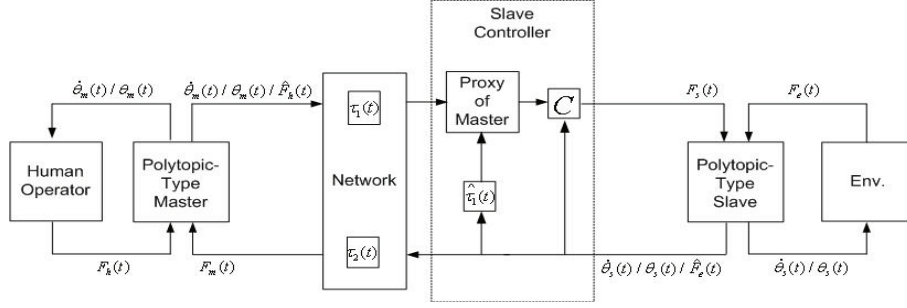 Slave
Controller
θ̇ₘ(t) / θₘ(t)
θ̇ₘ(t) / θₘ(t) / F̂ₕ(t)
τ₁(t)
Proxy
of
Master
C
Fₛ(t)
Fₑ(t)
Human
Operator
Polytopic-
Type
Master
Network
τ̂₁(t)
Polytopic-
Type
Slave
Env.
τ₂(t)
Fₕ(t)
Fₘ(t)
θ̇ₛ(t) / θₛ(t) / F̂ₑ(t)
θ̇ₛ(t) / θₛ(t)